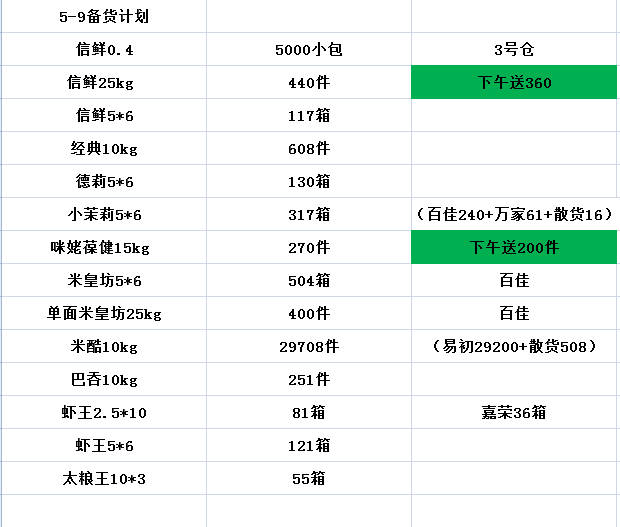 5-9备货计划
信鲜0.4 5000小包 3号仓
信鲜25kg 440件 下午送360
信鲜5*6 117箱
经典10kg 608件
德莉5*6 130箱
小茉莉5*6 317箱 （百佳240+万家61+散货16）
咪姥葆健15kg 270件 下午送200件
米皇坊5*6 504箱 百佳
单面米皇坊25kg 400件 百佳
米酷10kg 29708件 （易初29200+散货508）
巴吞10kg 251件
虾王2.5*10 81箱 嘉荣36箱
虾王5*6 121箱
太粮王10*3 55箱